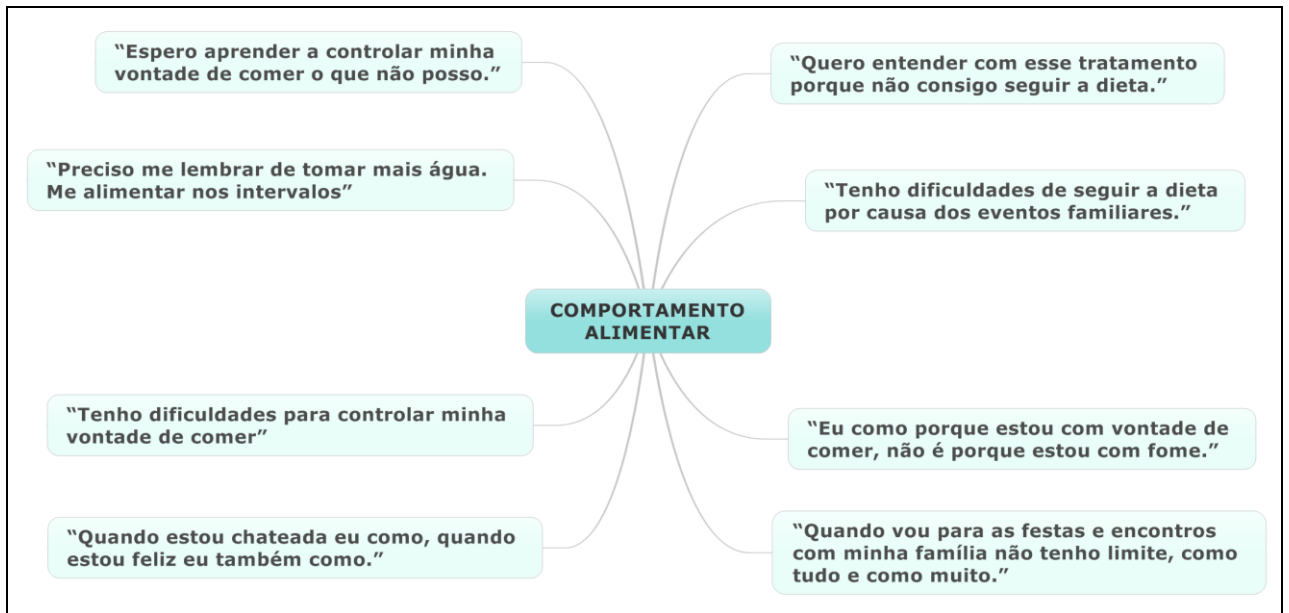 “Espero aprender a controlar minha
vontade de comer o que não posso.”
“Quero entender com esse tratamento
porque não consigo seguir a dieta.”
“Preciso me lembrar de tomar mais água.
Me alimentar nos intervalos”
“Tenho dificuldades de seguir a dieta
por causa dos eventos familiares.”
COMPORTAMENTO
ALIMENTAR
“Tenho dificuldades para controlar minha
vontade de comer”
“Eu como porque estou com vontade de
comer, não é porque estou com fome.”
“Quando estou chateada eu como, quando
estou feliz eu também como.”
“Quando vou para as festas e encontros
com minha família não tenho limite, como
tudo e como muito.”